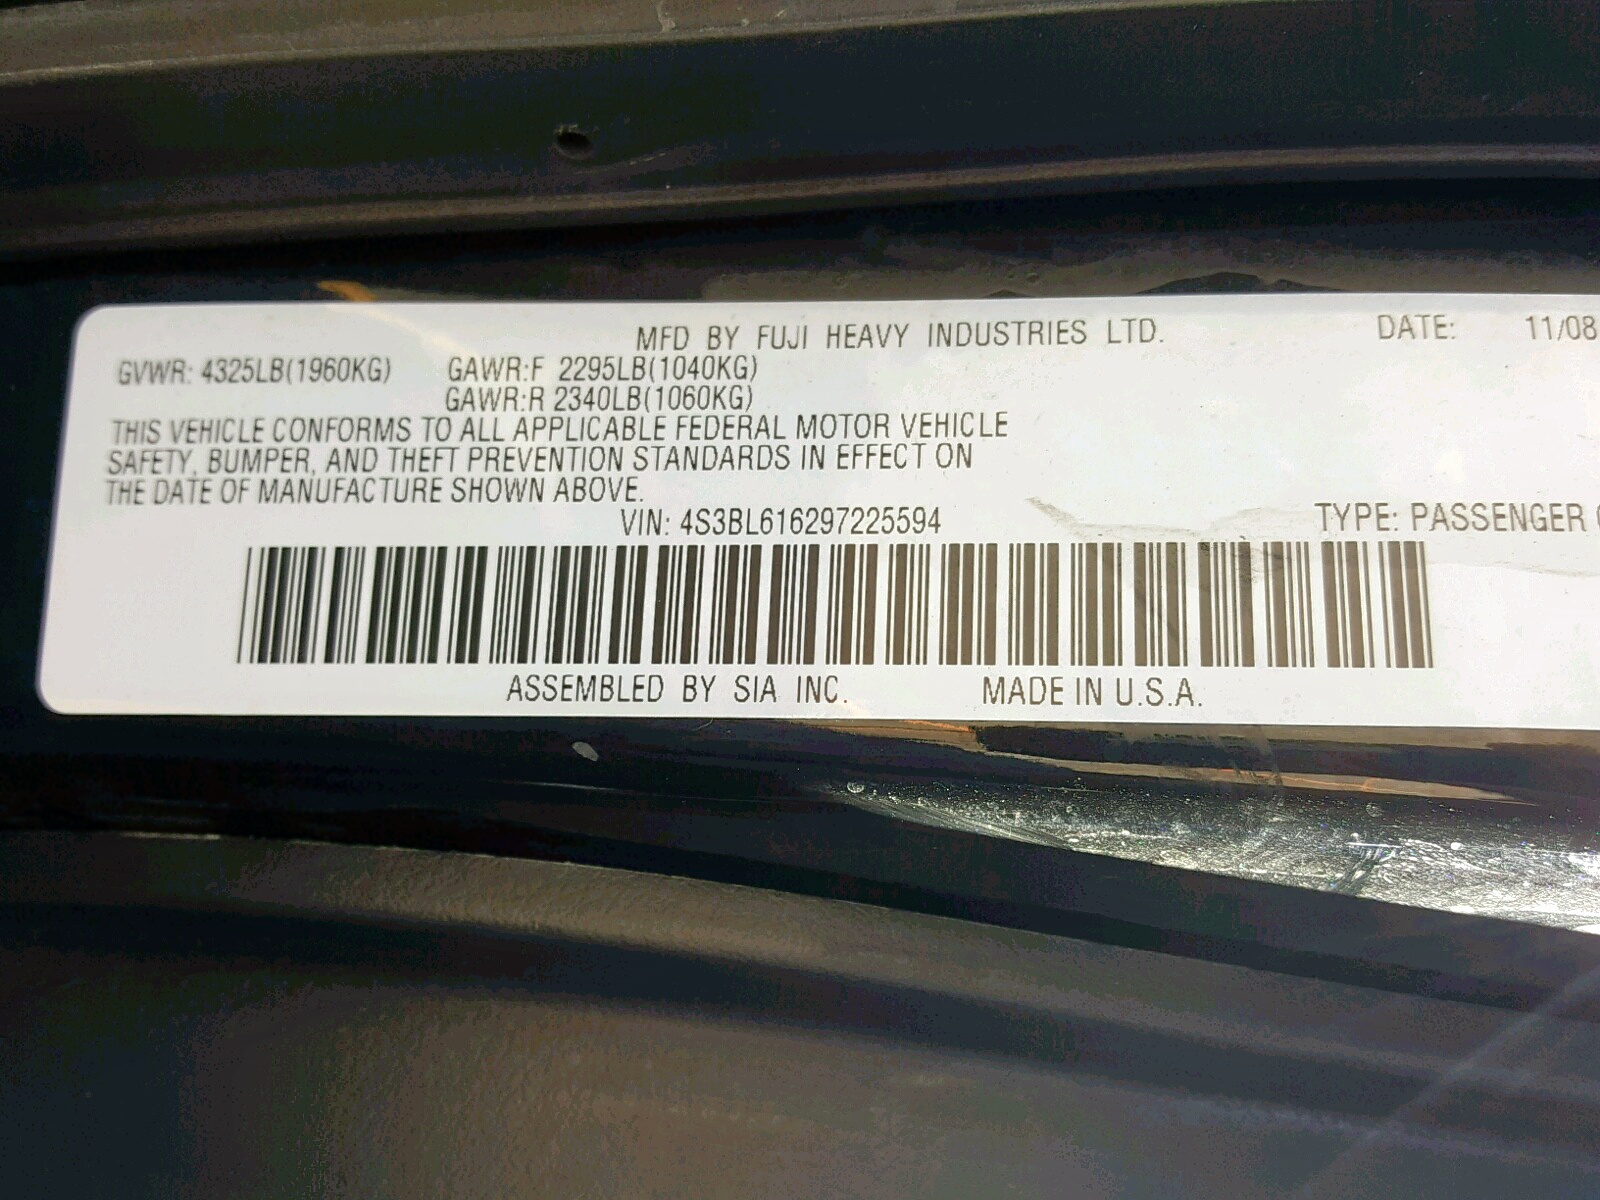 MFD BY FUJI HEAVY INDUSTRIES LTD. DATE: 11/08
GVWR: 4325LB(1960KG) GAWR:F 2295LB(1040KG)
GAWR:R 2340LB(1060KG)
THIS VEHICLE CONFORMS TO ALL APPLICABLE FEDERAL MOTOR VEHICLE
SAFETY, BUMPER, AND THEFT PREVENTION STANDARDS IN EFFECT ON
THE DATE OF MANUFACTURE SHOWN ABOVE.
VIN: 4S3BL616297225594 TYPE: PASSENGER
ASSEMBLED BY SIA INC. MADE IN U.S.A.